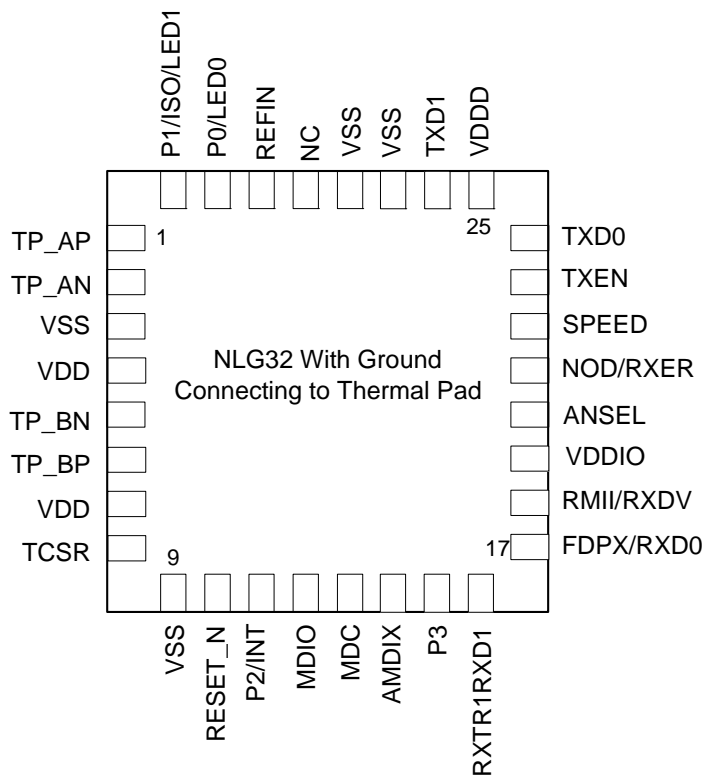 P1/ISO/LED1
P0/LED0
REFIN
NC
VSS
VSS
TXD1
VDDD
1
25
TP_AP
TP_AN
VSS
VDD
TP_BN
TP_BP
VDD
TCSR
NLG32 With Ground
Connecting to Thermal Pad
TXD0
TXEN
SPEED
NOD/RXER
ANSEL
VDDIO
RMII/RXDV
FDPX/RXD0
9
17
VSS
RESET_N
P2/INT
MDIO
MDC
AMDIX
P3
RXTR1RXD1